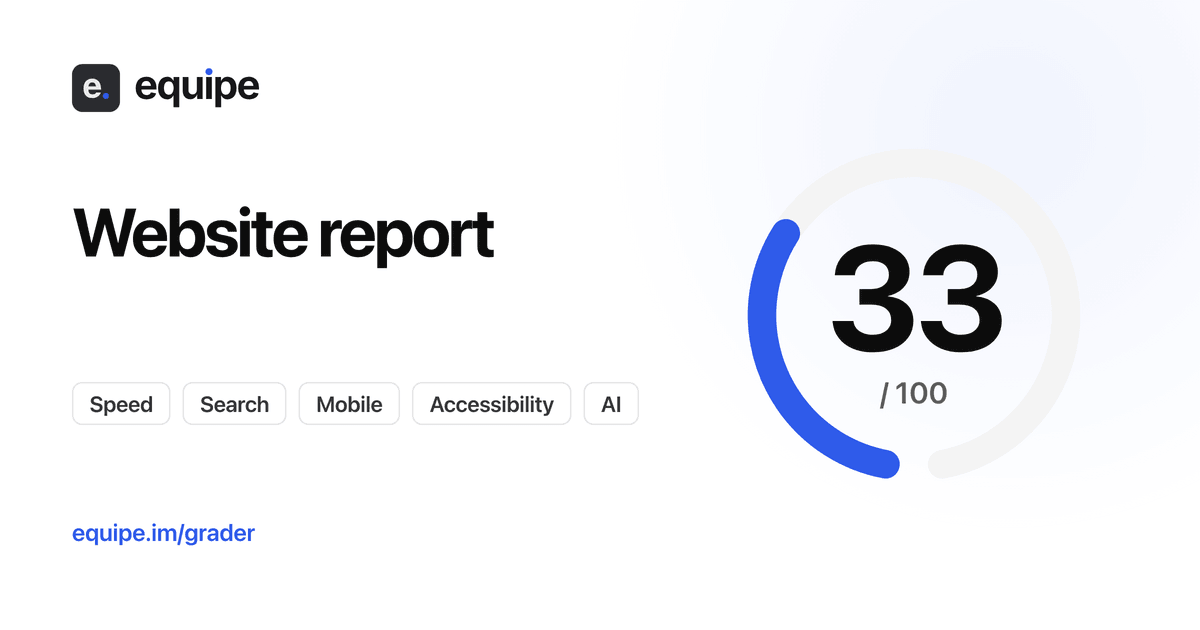 e. equipe
Website report
33
/ 100
Speed Search Mobile Accessibility AI
equipe.im/grader